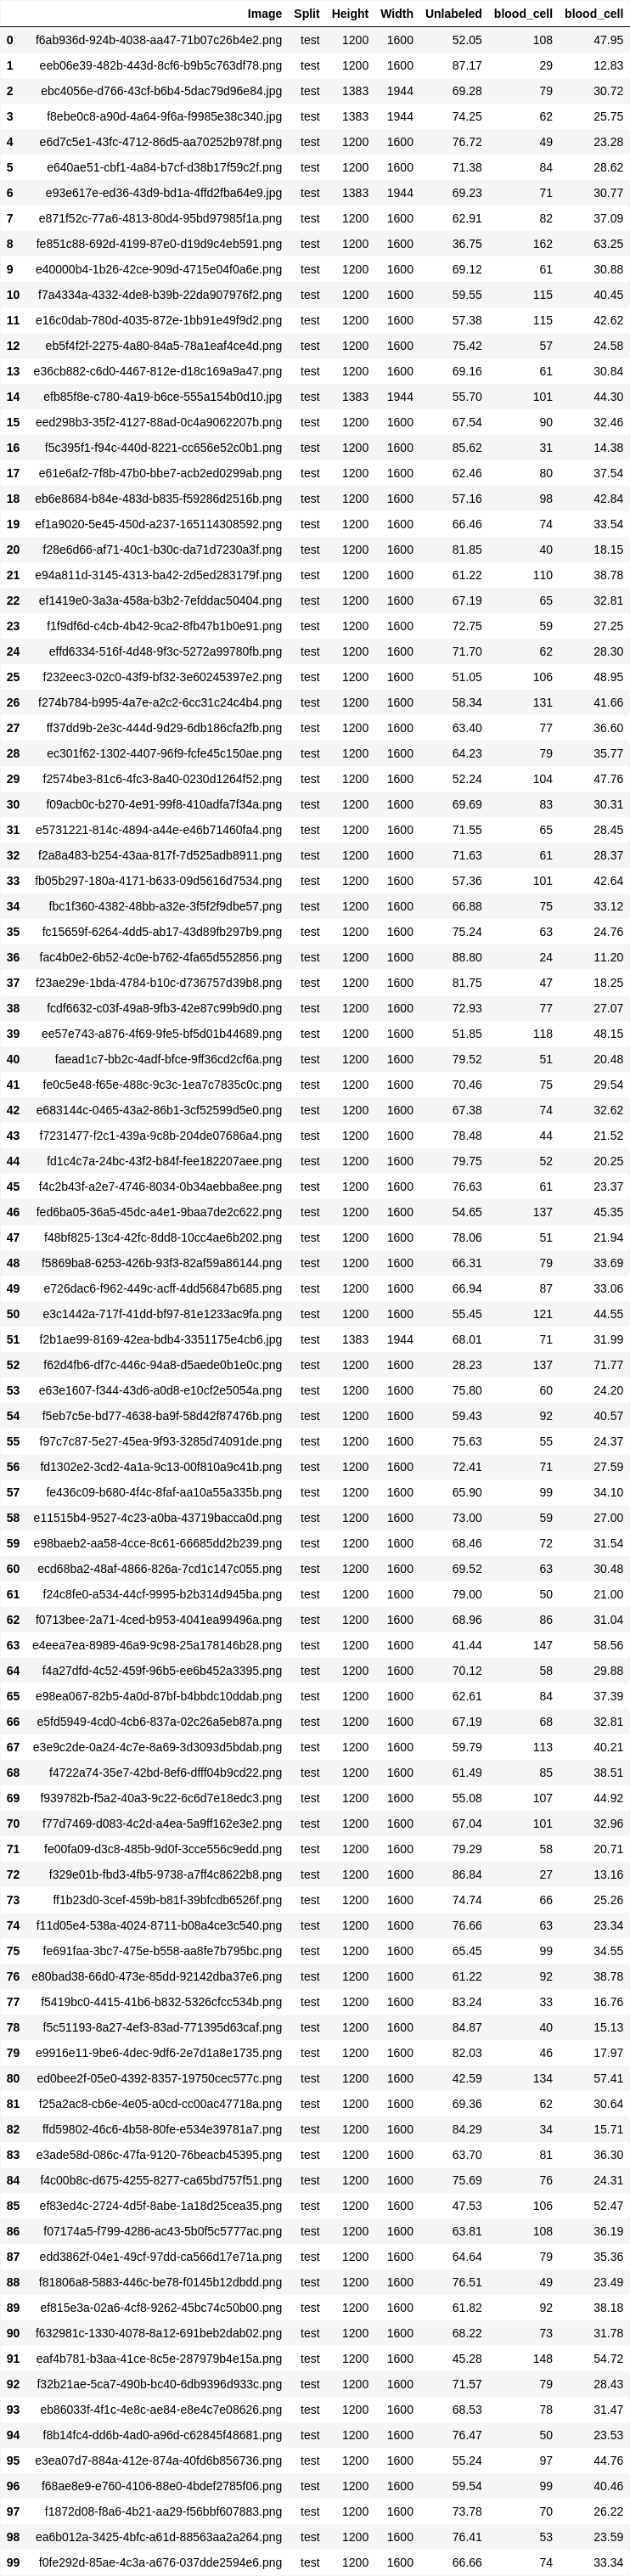 Image Split Height Width Unlabeled blood_cell blood_cell
0 f6ab936d-924b-4038-aa47-71b07c26b4e2.png test 1200 1600 52.05 108 47.95
1 eeb06e39-482b-443d-8cf6-b9b5c763df78.png test 1200 1600 87.17 29 12.83
2 ebc4056e-d766-43cf-b6b4-5dac79d96e84.jpg test 1383 1944 69.28 79 30.72
3 f8ebe0c8-a90d-4a64-9f6a-f9985e38c340.jpg test 1383 1944 74.25 62 25.75
4 e6d7c5e1-43fc-4712-86d5-aa70252b978f.png test 1200 1600 76.72 49 23.28
5 e640ae51-cbf1-4a84-b7cf-d38b17f59c2f.png test 1200 1600 71.38 84 28.62
6 e93e617e-ed36-43d9-bd1a-4ffd2fba64e9.jpg test 1383 1944 69.23 71 30.77
7 e871f52c-77a6-4813-80d4-95bd97985f1a.png test 1200 1600 62.91 82 37.09
8 fe851c88-692d-4199-87e0-d19d9c4eb591.png test 1200 1600 36.75 162 63.25
9 e40000b4-1b26-42ce-909d-4715e04f0a6e.png test 1200 1600 69.12 61 30.88
10 f7a4334a-4332-4de8-b39b-22da907976f2.png test 1200 1600 59.55 115 40.45
11 e16c0dab-780d-4035-872e-1bb91e49f9d2.png test 1200 1600 57.38 115 42.62
12 eb5f4f2f-2275-4a80-84a5-78a1eaf4ce4d.png test 1200 1600 75.42 57 24.58
13 e36cb882-c6d0-4467-812e-d18c169a9a47.png test 1200 1600 69.16 61 30.84
14 efb85f8e-c780-4a19-b6ce-555a154b0d10.jpg test 1383 1944 55.70 101 44.30
15 eed298b3-35f2-4127-88ad-0c4a9062207b.png test 1200 1600 67.54 90 32.46
16 f5c395f1-f94c-440d-8221-cc656e52c0b1.png test 1200 1600 85.62 31 14.38
17 e61e6af2-7f8b-47b0-bbe7-acb2ed0299ab.png test 1200 1600 62.46 80 37.54
18 eb6e8684-b84e-483d-b835-f59286d2516b.png test 1200 1600 57.16 98 42.84
19 ef1a9020-5e45-450d-a237-165114308592.png test 1200 1600 66.46 74 33.54
20 f28e6d66-af71-40c1-b30c-da71d7230a3f.png test 1200 1600 81.85 40 18.15
21 e94a811d-3145-4313-ba42-2d5ed283179f.png test 1200 1600 61.22 110 38.78
22 ef1419e0-3a3a-458a-b3b2-7efddac50404.png test 1200 1600 67.19 65 32.81
23 f1f9df6d-c4cb-4b42-9ca2-8fb47b1b0e91.png test 1200 1600 72.75 59 27.25
24 effd6334-516f-4d48-9f3c-5272a99780fb.png test 1200 1600 71.70 62 28.30
25 f232eec3-02c0-43f9-bf32-3e60245397e2.png test 1200 1600 51.05 106 48.95
26 f274b784-b995-4a7e-a2c2-6cc31c24c4b4.png test 1200 1600 58.34 131 41.66
27 ff37dd9b-2e3c-444d-9d29-6db186cfa2fb.png test 1200 1600 63.40 77 36.60
28 ec301f62-1302-4407-96f9-fcfe45c150ae.png test 1200 1600 64.23 79 35.77
29 f2574be3-81c6-4fc3-8a40-0230d1264f52.png test 1200 1600 52.24 104 47.76
30 f09acb0c-b270-4e91-99f8-410adfa7f34a.png test 1200 1600 69.69 83 30.31
31 e5731221-814c-4894-a44e-e46b71460fa4.png test 1200 1600 71.55 65 28.45
32 f2a8a483-b254-43aa-817f-7d525adb8911.png test 1200 1600 71.63 61 28.37
33 fb05b297-180a-4171-b633-09d5616d7534.png test 1200 1600 57.36 101 42.64
34 fbc1f360-4382-48bb-a32e-3f5f2f9dbe57.png test 1200 1600 66.88 75 33.12
35 fc15659f-6264-4dd5-ab17-43d89fb297b9.png test 1200 1600 75.24 63 24.76
36 fac4b0e2-6b52-4c0e-b762-4fa65d552856.png test 1200 1600 88.80 24 11.20
37 f23ae29e-1bda-4784-b10c-d736757d39b8.png test 1200 1600 81.75 47 18.25
38 fcdf6632-c03f-49a8-9fb3-42e87c99b9d0.png test 1200 1600 72.93 77 27.07
39 ee57e743-a876-4f69-9fe5-bf5d01b44689.png test 1200 1600 51.85 118 48.15
40 faead1c7-bb2c-4adf-bfce-9ff36cd2cf6a.png test 1200 1600 79.52 51 20.48
41 fe0c5e48-f65e-488c-9c3c-1ea7c7835c0c.png test 1200 1600 70.46 75 29.54
42 e683144c-0465-43a2-86b1-3cf52599d5e0.png test 1200 1600 67.38 74 32.62
43 f7231477-f2c1-439a-9c8b-204de07686a4.png test 1200 1600 78.48 44 21.52
44 fd1c4c7a-24bc-43f2-b84f-fee182207aee.png test 1200 1600 79.75 52 20.25
45 f4c2b43f-a2e7-4746-8034-0b34aebba8ee.png test 1200 1600 76.63 61 23.37
46 fed6ba05-36a5-45dc-a4e1-9baa7de2c622.png test 1200 1600 54.65 137 45.35
47 f48bf825-13c4-42fc-8dd8-10cc4ae6b202.png test 1200 1600 78.06 51 21.94
48 f5869ba8-6253-426b-93f3-82af59a86144.png test 1200 1600 66.31 79 33.69
49 e726dac6-f962-449c-acff-4dd56847b685.png test 1200 1600 66.94 87 33.06
50 e3c1442a-717f-41dd-bf97-81e1233ac9fa.png test 1200 1600 55.45 121 44.55
51 f2b1ae99-8169-42ea-bdb4-3351175e4cb6.jpg test 1383 1944 68.01 71 31.99
52 f62d4fb6-df7c-446c-94a8-d5aede0b1e0c.png test 1200 1600 28.23 137 71.77
53 e63e1607-f344-43d6-a0d8-e10cf2e5054a.png test 1200 1600 75.80 60 24.20
54 f5eb7c5e-bd77-4638-ba9f-58d42f87476b.png test 1200 1600 59.43 92 40.57
55 f97c7c87-5e27-45ea-9f93-3285d74091de.png test 1200 1600 75.63 55 24.37
56 fd1302e2-3cd2-4a1a-9c13-00f810a9c41b.png test 1200 1600 72.41 71 27.59
57 fe436c09-b680-4f4c-8faf-aa10a55a335b.png test 1200 1600 65.90 99 34.10
58 e11515b4-9527-4c23-a0ba-43719bacca0d.png test 1200 1600 73.00 59 27.00
59 e98baeb2-aa58-4cce-8c61-66685dd2b239.png test 1200 1600 68.46 72 31.54
60 ecd68ba2-48af-4866-826a-7cd1c147c055.png test 1200 1600 69.52 63 30.48
61 f24c8fe0-a534-44cf-9995-b2b314d945ba.png test 1200 1600 79.00 50 21.00
62 f0713bee-2a71-4ced-b953-4041ea99496a.png test 1200 1600 68.96 86 31.04
63 e4eea7ea-8989-46a9-9c98-25a178146b28.png test 1200 1600 41.44 147 58.56
64 f4a27dfd-4c52-459f-96b5-ee6b452a3395.png test 1200 1600 70.12 58 29.88
65 e98ea067-82b5-4a0d-87bf-b4bbdc10ddab.png test 1200 1600 62.61 84 37.39
66 e5fd5949-4cd0-4cb6-837a-02c26a5eb87a.png test 1200 1600 67.19 68 32.81
67 e3e9c2de-0a24-4c7e-8a69-3d3093d5bdab.png test 1200 1600 59.79 113 40.21
68 f4722a74-35e7-42bd-8ef6-dfff04b9cd22.png test 1200 1600 61.49 85 38.51
69 f939782b-f5a2-40a3-9c22-6c6d7e18edc3.png test 1200 1600 55.08 107 44.92
70 f77d7469-d083-4c2d-a4ea-5a9ff162e3e2.png test 1200 1600 67.04 101 32.96
71 fe00fa09-d3c8-485b-9d0f-3cce556c9edd.png test 1200 1600 79.29 58 20.71
72 f329e01b-fbd3-4fb5-9738-a7ff4c8622b8.png test 1200 1600 86.84 27 13.16
73 ff1b23d0-3cef-459b-b81f-39bfcdb6526f.png test 1200 1600 74.74 66 25.26
74 f11d05e4-538a-4024-8711-b08a4ce3c540.png test 1200 1600 76.66 63 23.34
75 fe691faa-3bc7-475e-b558-aa8fe7b795bc.png test 1200 1600 65.45 99 34.55
76 e80bad38-66d0-473e-85dd-92142dba37e6.png test 1200 1600 61.22 92 38.78
77 f5419bc0-4415-41b6-b832-5326cfcc534b.png test 1200 1600 83.24 33 16.76
78 f5c51193-8a27-4ef3-83ad-771395d63caf.png test 1200 1600 84.87 40 15.13
79 e9916e11-9be6-4dec-9df6-2e7d1a8e1735.png test 1200 1600 82.03 46 17.97
80 ed0bee2f-05e0-4392-8357-19750cec577c.png test 1200 1600 42.59 134 57.41
81 f25a2ac8-cb6e-4e05-a0cd-cc00ac47718a.png test 1200 1600 69.36 62 30.64
82 ffd59802-46c6-4b58-80fe-e534e39781a7.png test 1200 1600 84.29 34 15.71
83 e3ade58d-086c-47fa-9120-76beacb45395.png test 1200 1600 63.70 81 36.30
84 f4c00b8c-d675-4255-8277-ca65bd757f51.png test 1200 1600 75.69 76 24.31
85 ef83ed4c-2724-4d5f-8abe-1a18d25cea35.png test 1200 1600 47.53 106 52.47
86 f07174a5-f799-4286-ac43-5b0f5c5777ac.png test 1200 1600 63.81 108 36.19
87 edd3862f-04e1-49cf-97dd-ca566d17e71a.png test 1200 1600 64.64 79 35.36
88 f81806a8-5883-446c-be78-f0145b12dbdd.png test 1200 1600 76.51 49 23.49
89 ef815e3a-02a6-4cf8-9262-45bc74c50b00.png test 1200 1600 61.82 92 38.18
90 f632981c-1330-4078-8a12-691beb2dab02.png test 1200 1600 68.22 73 31.78
91 eaf4b781-b3aa-41ce-8c5e-287979b4e15a.png test 1200 1600 45.28 148 54.72
92 f32b21ae-5ca7-490b-bc40-6db9396d933c.png test 1200 1600 71.57 79 28.43
93 eb86033f-4f1c-4e8c-ae84-e8e4c7e08626.png test 1200 1600 68.53 78 31.47
94 f8b14fc4-dd6b-4ad0-a96d-c62845f48681.png test 1200 1600 76.47 50 23.53
95 e3ea07d7-884a-412e-874a-40fd6b856736.png test 1200 1600 55.24 97 44.76
96 f68ae8e9-e760-4106-88e0-4bdef2785f06.png test 1200 1600 59.54 99 40.46
97 f1872d08-f8a6-4b21-aa29-f56bbf607883.png test 1200 1600 73.78 70 26.22
98 ea6b012a-3425-4bfc-a61d-88563aa2a264.png test 1200 1600 76.41 53 23.59
99 f0fe292d-85ae-4c3a-a676-037dde2594e6.png test 1200 1600 66.66 74 33.34